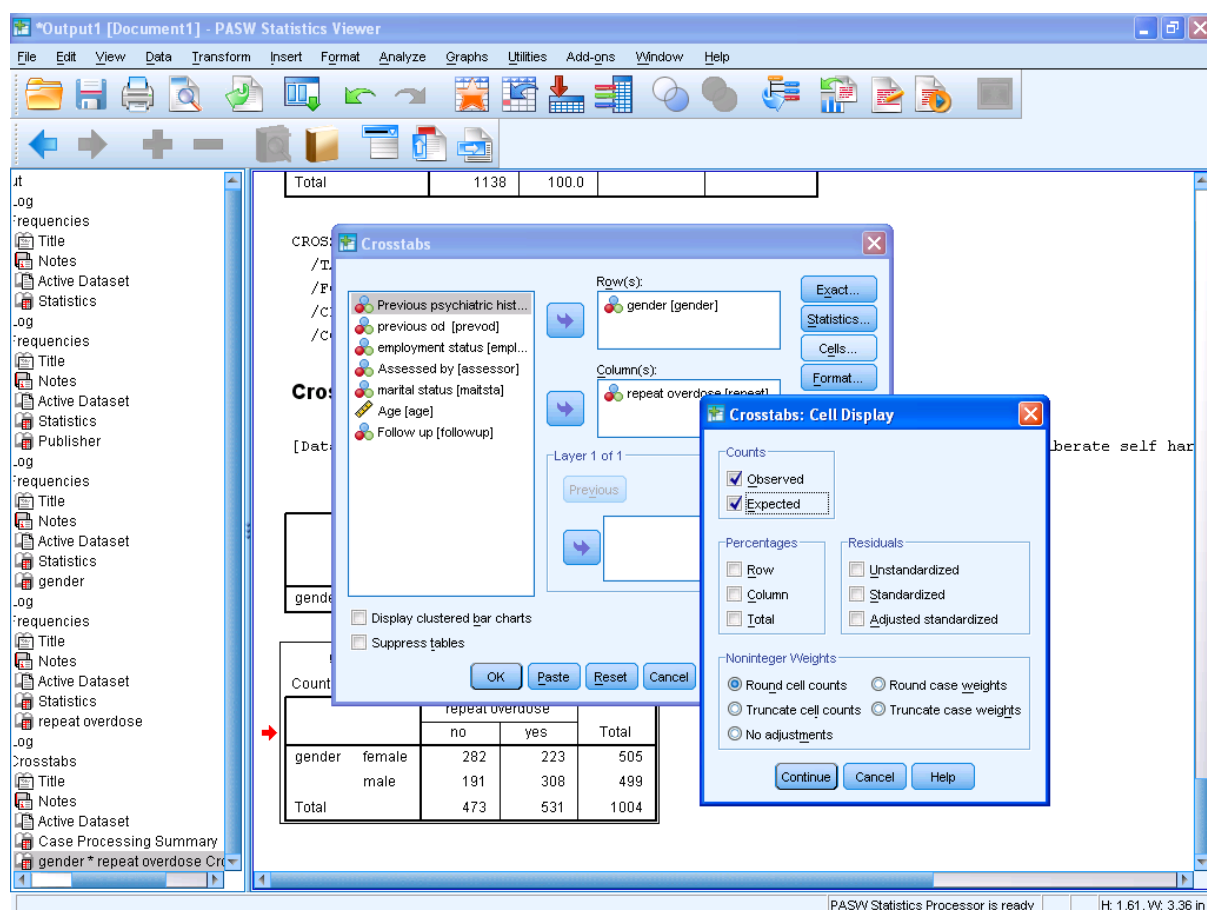 *Output1 [Document1] - PASW Statistics Viewer
File Edit View Data Transform Insert Format Analyze Graphs Utilities Add-ons Window Help
ut
Log
Frequencies
Title
Notes
Active Dataset
Statistics
Log
Frequencies
Title
Notes
Active Dataset
Statistics
Publisher
Log
Frequencies
Title
Notes
Active Dataset
Statistics
gender
Log
Frequencies
Title
Notes
Active Dataset
Statistics
repeat overdose
Log
Crosstabs
Title
Notes
Active Dataset
Case Processing Summary
gender * repeat overdose Cro
Total 1138 100.0
CROSS
/TA
/FO
/CE
/CO
Cros
[Data
berate self har
gende
Count
repeat overdose
no yes Total
gender female 282 223 505
male 191 308 499
Total 473 531 1004
Crosstabs
Previous psychiatric hist...
previous od [prevod]
employment status [empl...
Assessed by [assessor]
marital status [maitsta]
Age [age]
Follow up [followup]
Row(s):
gender [gender]
Column(s):
repeat overdose [repeat]
Layer 1 of 1
Previous
Exact...
Statistics...
Cells...
Format...
Display clustered bar charts
Suppress tables
OK Paste Reset Cancel
Crosstabs: Cell Display
Counts
Observed
Expected
Percentages
Row
Column
Total
Residuals
Unstandardized
Standardized
Adjusted standardized
Noninteger Weights
Round cell counts Round case weights
Truncate cell counts Truncate case weights
No adjustments
Continue Cancel Help
PASW Statistics Processor is ready H: 1.61, W: 3.36 in